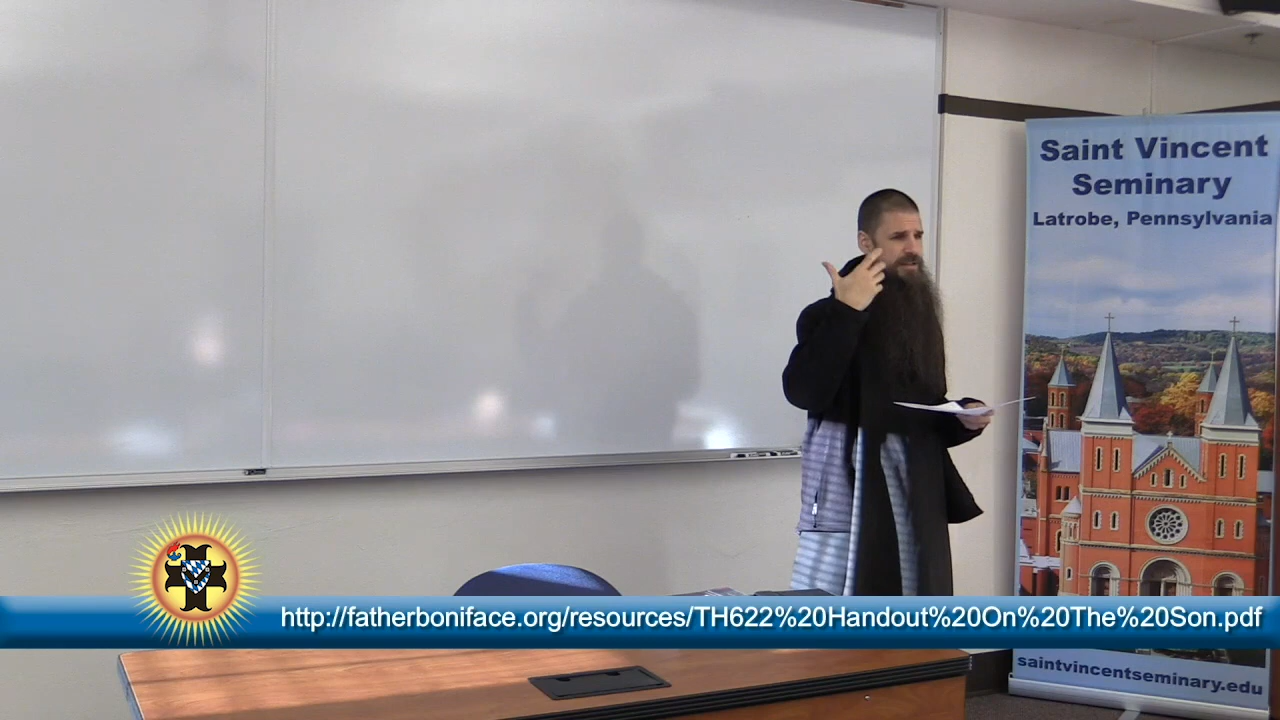 Saint Vincent
Seminary
Latrobe, Pennsylvania
http://fatherboniface.org/resources/TH622%20Handout%20On%20The%20Son.pdf
saintvincentseminary.edu